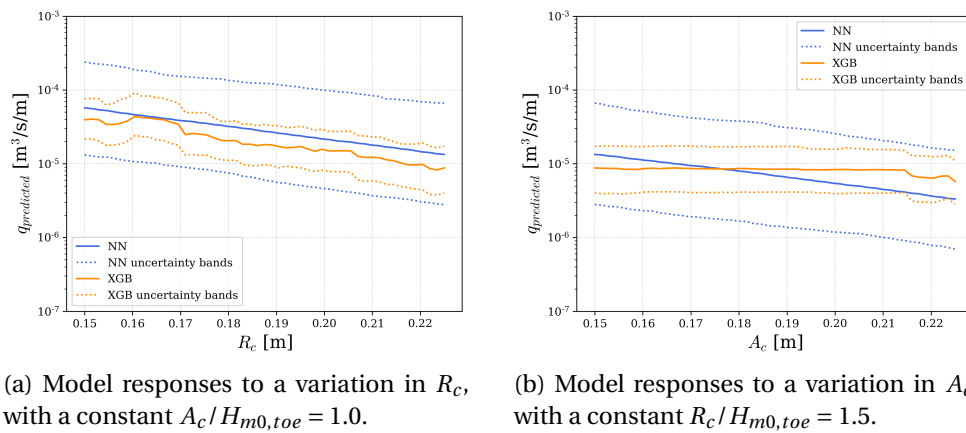 10⁻³
10⁻⁴
10⁻⁵
10⁻⁶
10⁻⁷
q_predicted [m³/s/m]
NN
NN uncertainty bands
XGB
XGB uncertainty bands
0.15 0.16 0.17 0.18 0.19 0.20 0.21 0.22
R_c [m]
(a) Model responses to a variation in R_c,
with a constant A_c/H_m0,toe = 1.0.
10⁻³
10⁻⁴
10⁻⁵
10⁻⁶
10⁻⁷
q_predicted [m³/s/m]
NN
NN uncertainty bands
XGB
XGB uncertainty bands
0.15 0.16 0.17 0.18 0.19 0.20 0.21 0.22
A_c [m]
(b) Model responses to a variation in A_c
with a constant R_c/H_m0,toe = 1.5.